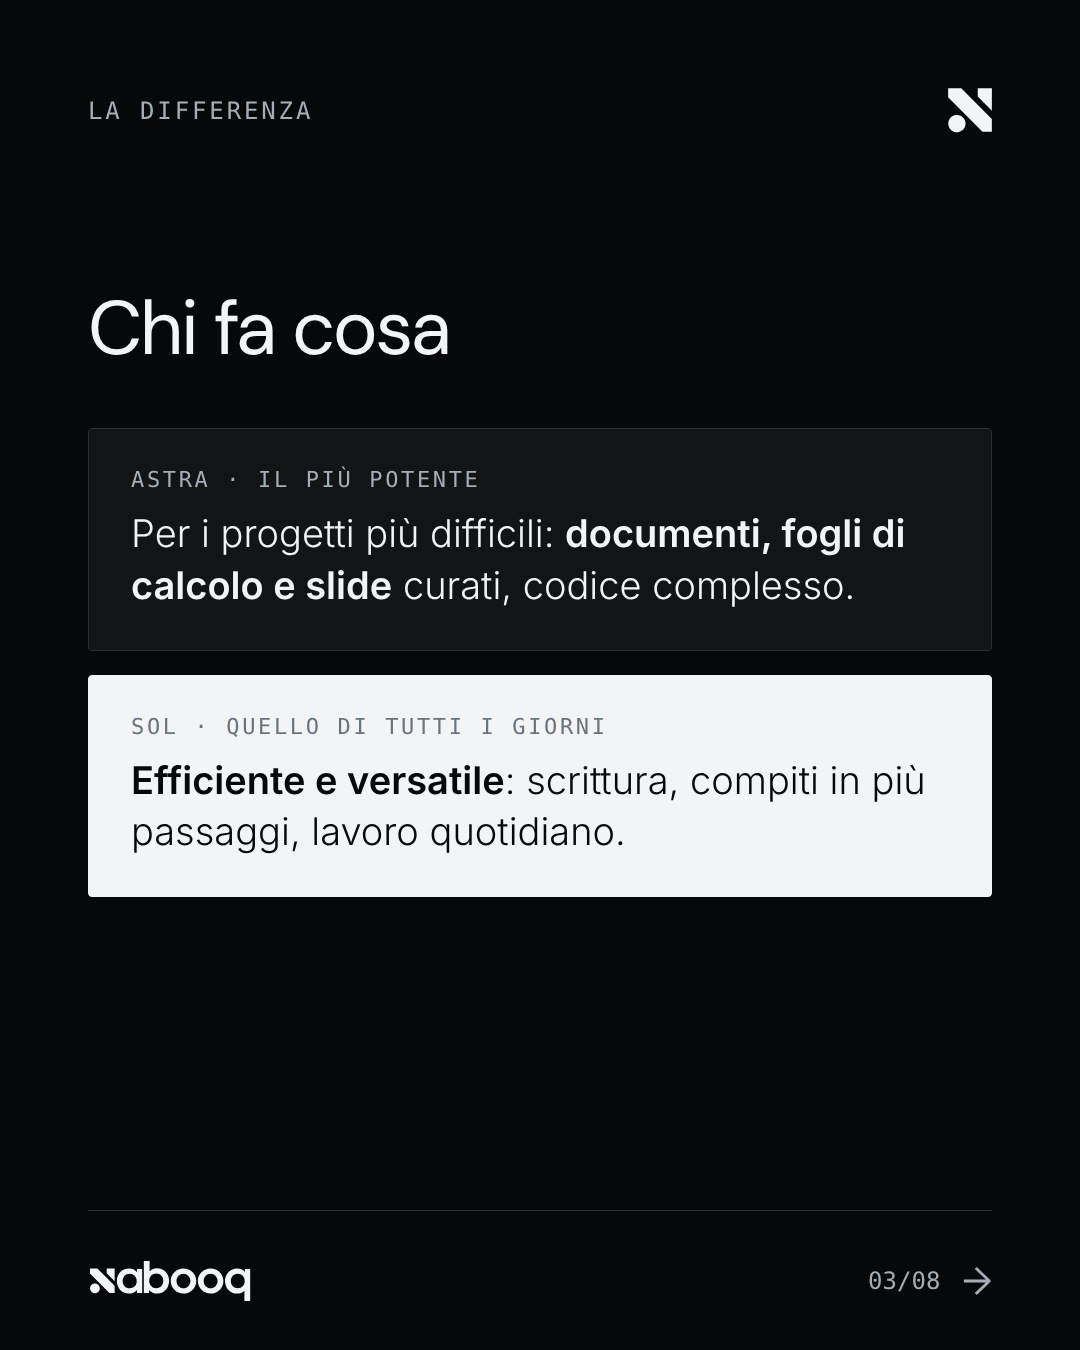 LA DIFFERENZA
Chi fa cosa
ASTRA · IL PIÙ POTENTE
Per i progetti più difficili: documenti, fogli di
calcolo e slide curati, codice complesso.
SOL · QUELLO DI TUTTI I GIORNI
Efficiente e versatile: scrittura, compiti in più
passaggi, lavoro quotidiano.
nabooq
03/08 →